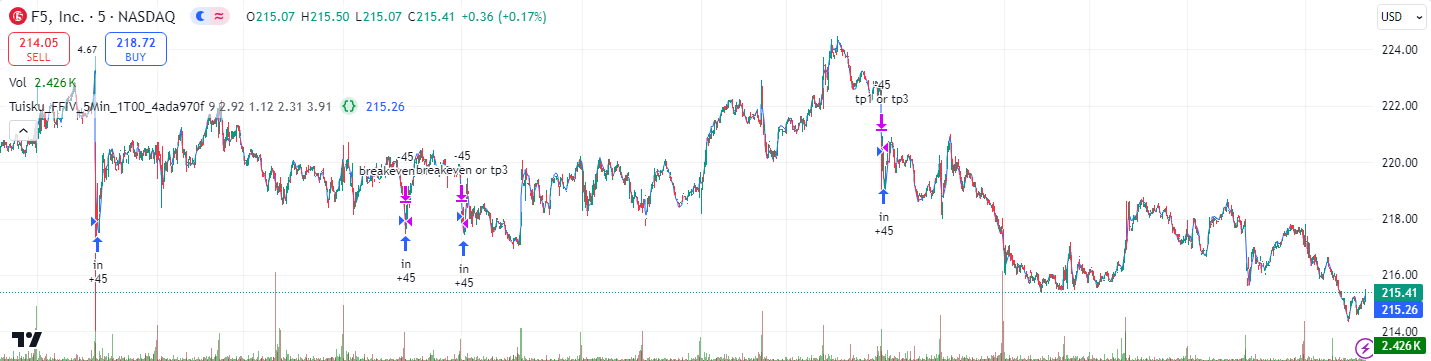 F5, Inc. · 5 · NASDAQ
O215.07 H215.50 L215.07 C215.41 +0.36 (+0.17%)
USD
214.05
SELL
4.67
218.72
BUY
Vol 2.426K
Tuisku_FFIV_5Min_1T00_4ada970f 9 2.92 1.12 2.31 3.91 {} 215.26
-45
tp1 or tp3
-45
breakeven
-45
breakeven or tp3
in
+45
in
+45
in
+45
in
+45
224.00
222.00
220.00
218.00
216.00
215.41
215.26
214.00
2.426K